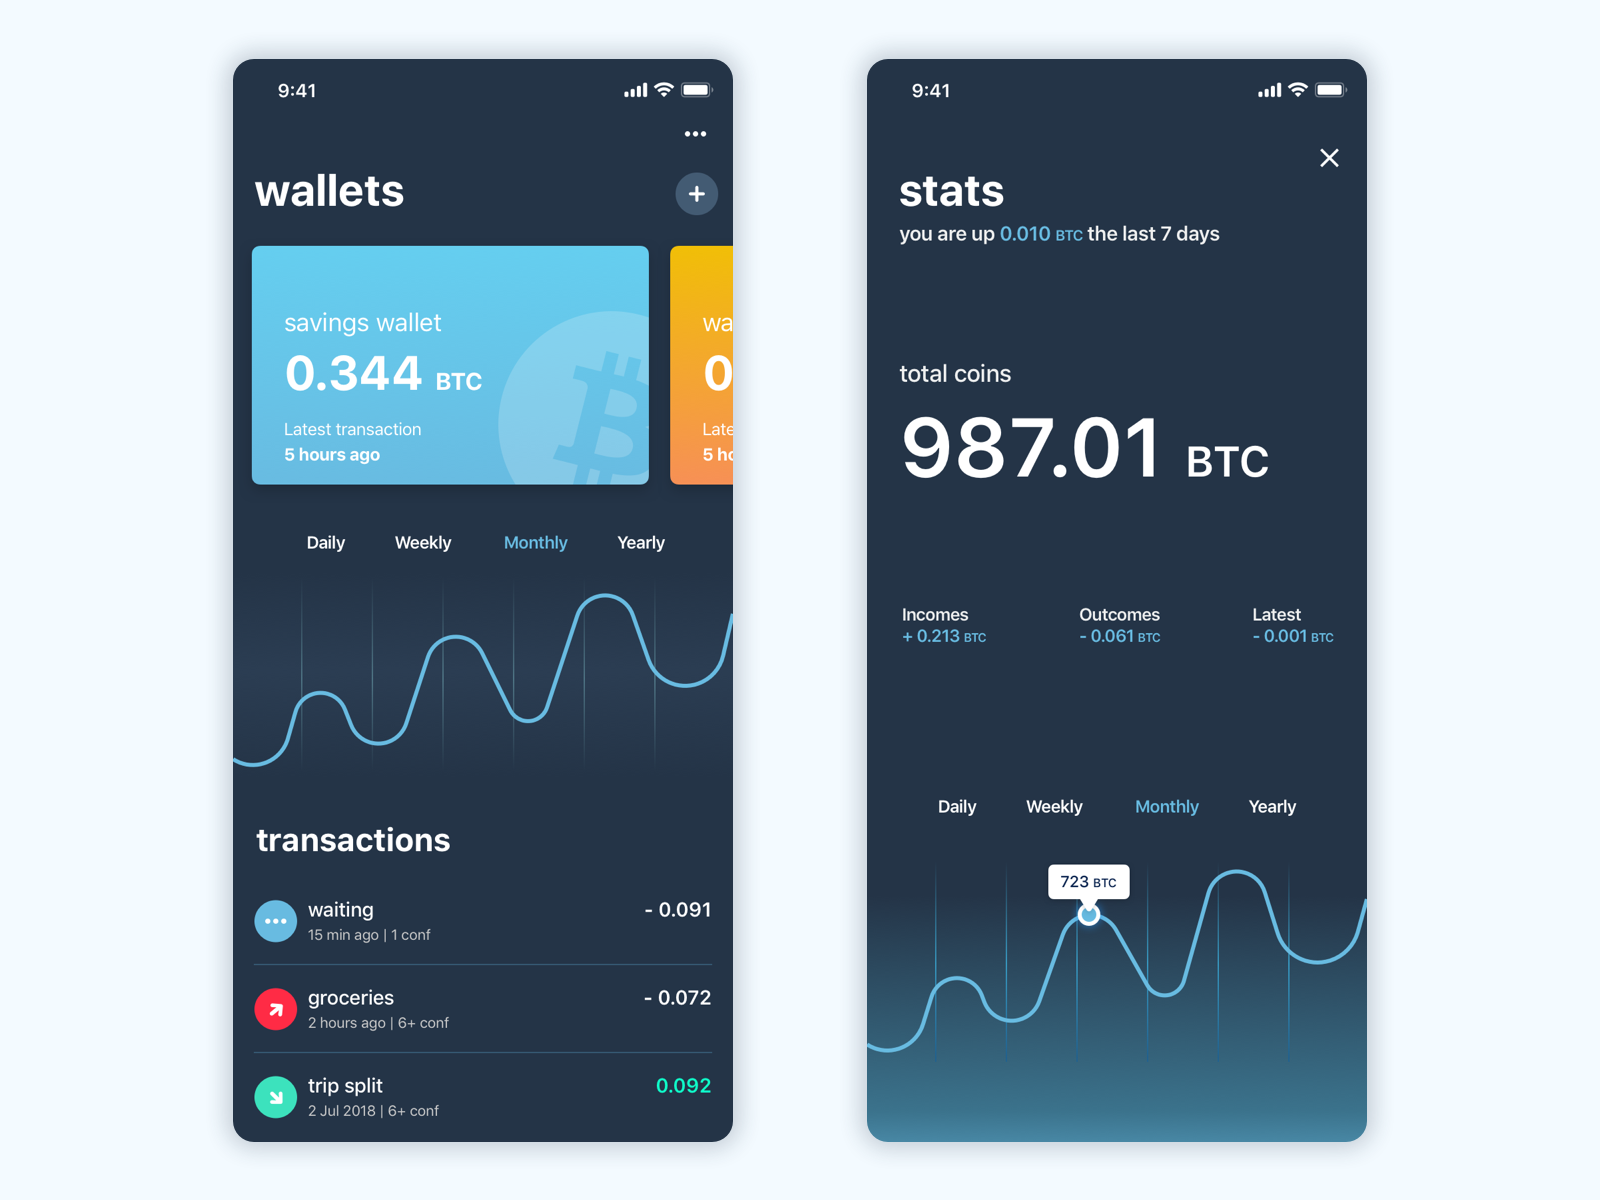 9:41
wallets
savings wallet
0.344 BTC
Latest transaction
5 hours ago
wa
0
Late
5 ho
Daily Weekly Monthly Yearly
transactions
waiting - 0.091
15 min ago | 1 conf
groceries - 0.072
2 hours ago | 6+ conf
trip split 0.092
2 Jul 2018 | 6+ conf
9:41
stats
you are up 0.010 BTC the last 7 days
total coins
987.01 BTC
Incomes Outcomes Latest
+ 0.213 BTC - 0.061 BTC - 0.001 BTC
Daily Weekly Monthly Yearly
723 BTC